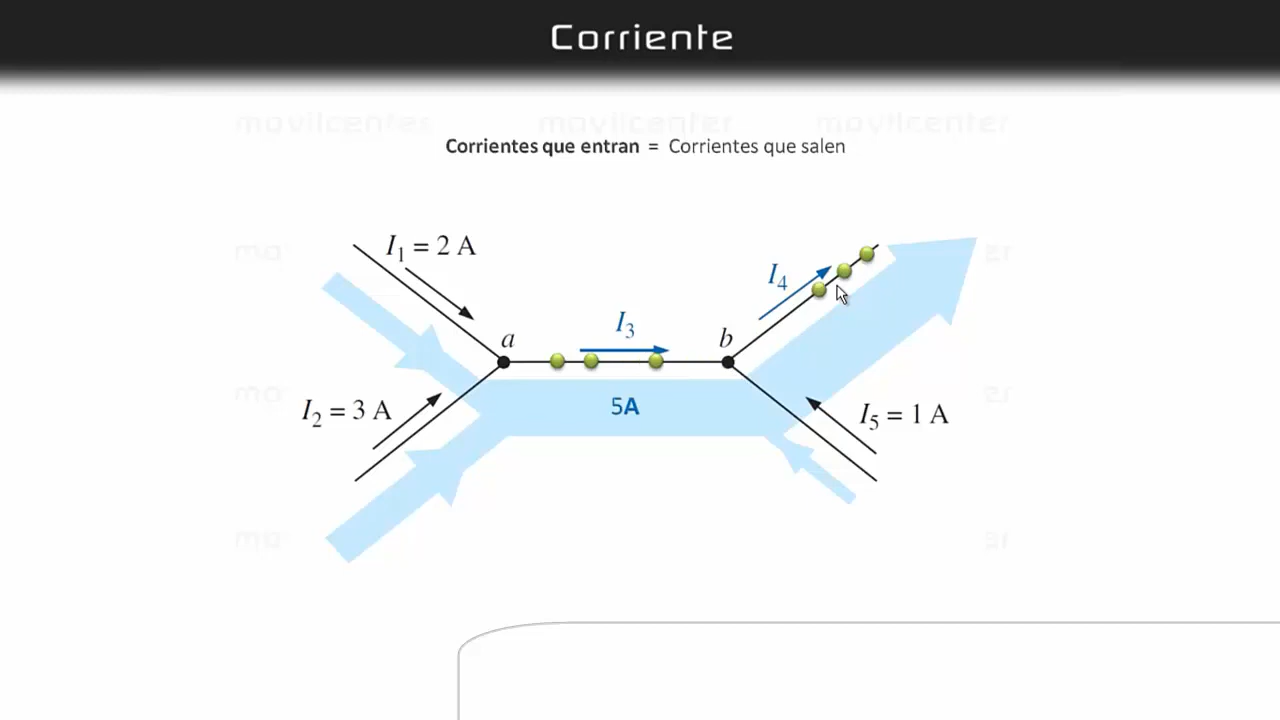 Corriente
movilcenter movilcenter movilcenter
Corrientes que entran = Corrientes que salen
I₁ = 2 A
I₄
I₃
a
b
5A
I₂ = 3 A
I₅ = 1 A